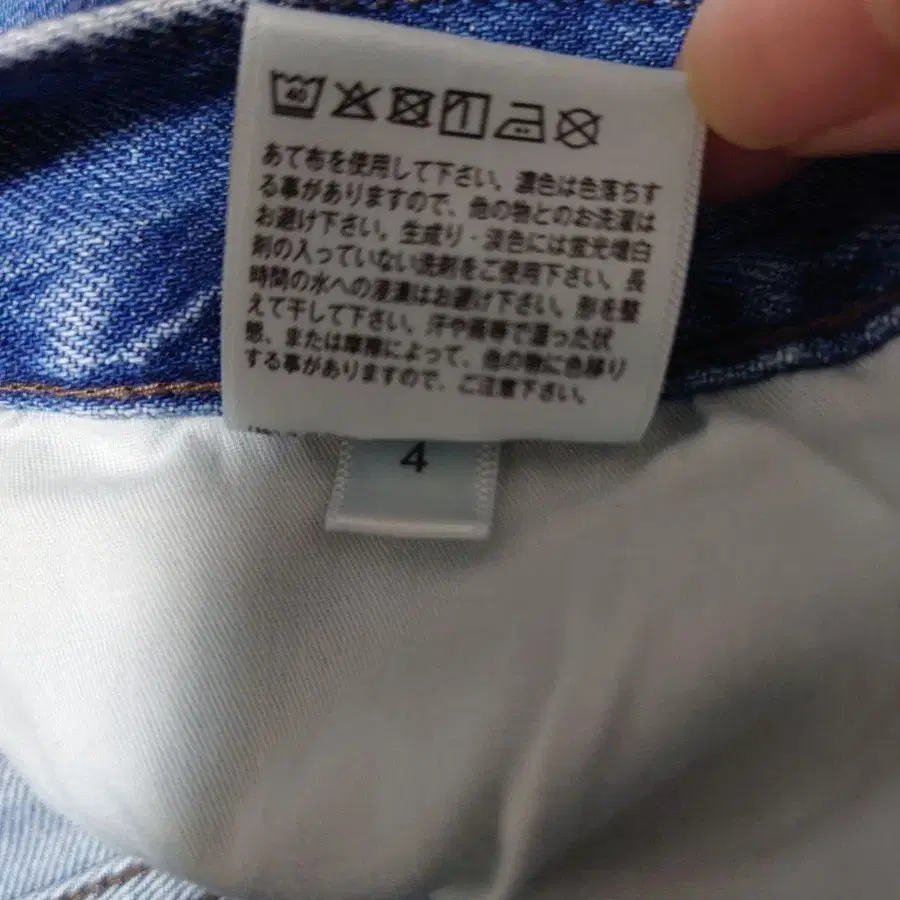 40
あて布を使用して下さい。濃色は色落ちす
る事がありますので、他の物とのお洗濯は
お避け下さい。生成り・淡色には蛍光増白
剤の入っていない洗剤をご使用下さい。長
時間の水への浸漬はお避け下さい。形を整
えて干して下さい。汗や雨等で湿った状
態、または摩擦によって、他の物に色移り
する事がありますので、ご注意下さい。
4